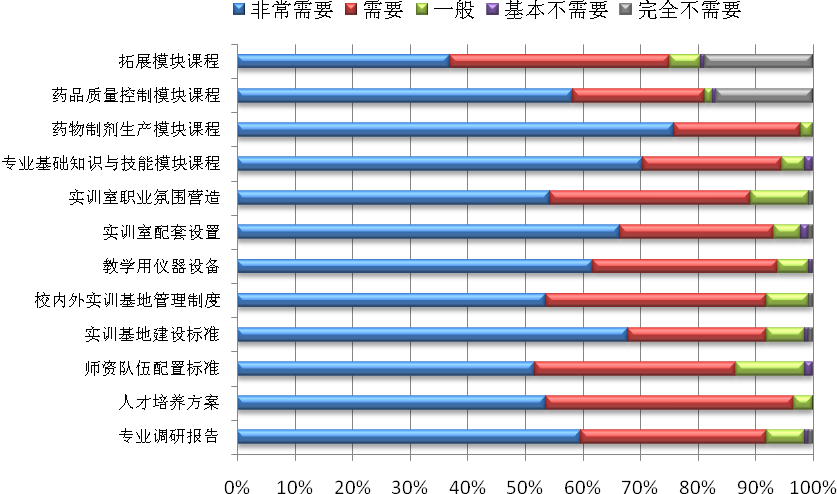 非常需要 需要 一般 基本不需要 完全不需要
拓展模块课程
药品质量控制模块课程
药物制剂生产模块课程
专业基础知识与技能模块课程
实训室职业氛围营造
实训室配套设置
教学用仪器设备
校内外实训基地管理制度
实训基地建设标准
师资队伍配置标准
人才培养方案
专业调研报告
0% 10% 20% 30% 40% 50% 60% 70% 80% 90% 100%